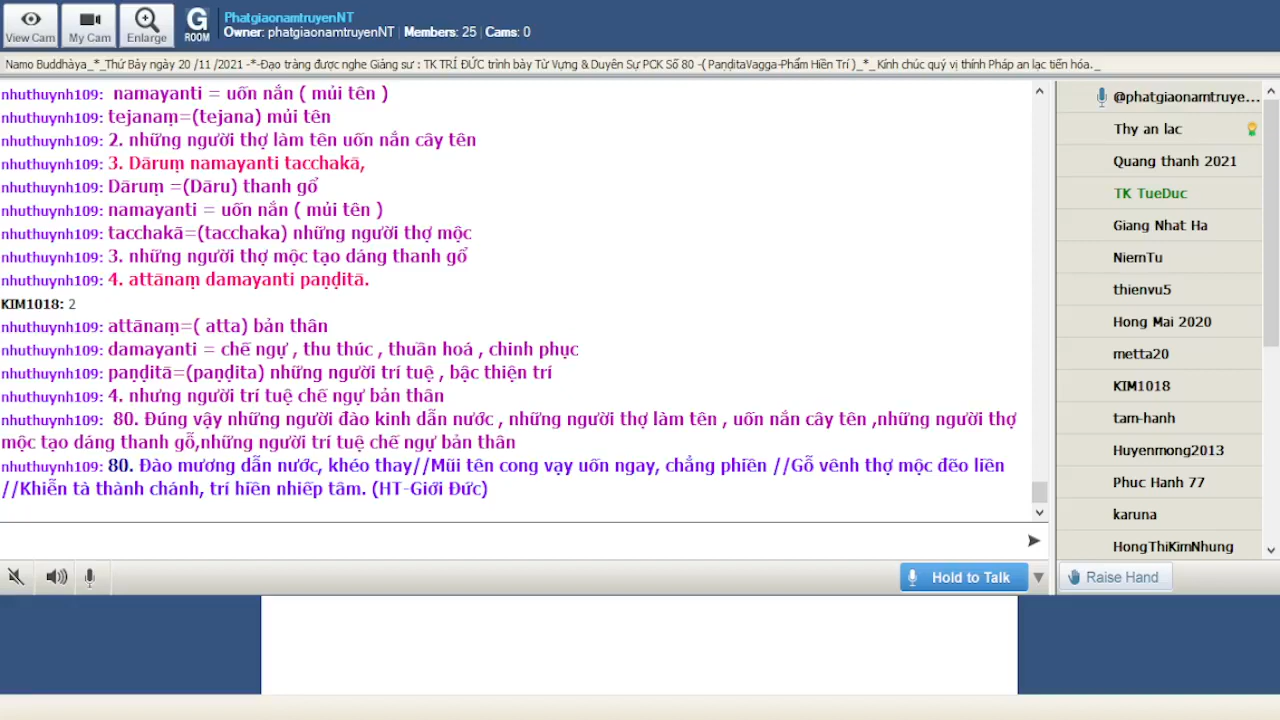 View Cam
My Cam
Enlarge
G
ROOM
PhatgiaonamtruyenNT
Owner: phatgiaonamtruyenNT | Members: 25 | Cams: 0
Namo Buddhàya_*_Thứ Bảy ngày 20 /11 /2021 -*-Đạo tràng được nghe Giảng sư : TK TRÍ ĐỨC trình bày Từ Vựng & Duyên Sự PCK Số 80 -( PaṇḍitaVagga-Phẩm Hiền Trí )_*_ Kính chúc quý vị thính Pháp an lạc tiến hóa._
nhuthuynh109: namayanti = uốn nắn ( mủi tên )
nhuthuynh109: tejanaṃ=(tejana) mủi tên
nhuthuynh109: 2. những người thợ làm tên uốn nắn cây tên
nhuthuynh109: 3. Dāruṃ namayanti tacchakā,
nhuthuynh109: Dāruṃ =(Dāru) thanh gổ
nhuthuynh109: namayanti = uốn nắn ( mủi tên )
nhuthuynh109: tacchakā=(tacchaka) những người thợ mộc
nhuthuynh109: 3. những người thợ mộc tạo dáng thanh gổ
nhuthuynh109: 4. attānaṃ damayanti paṇḍitā.
KIM1018: 2
nhuthuynh109: attānaṃ=( atta) bản thân
nhuthuynh109: damayanti = chế ngự , thu thúc , thuần hoá , chinh phục
nhuthuynh109: paṇḍitā=(paṇḍita) những người trí tuệ , bậc thiện trí
nhuthuynh109: 4. nhưng người trí tuệ chế ngự bản thân
nhuthuynh109: 80. Đúng vậy những người đào kinh dẫn nước , những người thợ làm tên , uốn nắn cây tên ,những người thợ
mộc tạo dáng thanh gỗ,những người trí tuệ chế ngự bản thân
nhuthuynh109: 80. Đào mương dẫn nước, khéo thay//Mũi tên cong vạy uốn ngay, chẳng phiền //Gỗ vênh thợ mộc đẽo liền
//Khiển tà thành chánh, trí hiền nhiếp tâm. (HT-Giới Đức)
Hold to Talk
@phatgiaonamtruye...
Thy an lac
Quang thanh 2021
TK TueDuc
Giang Nhat Ha
NiemTu
thienvu5
Hong Mai 2020
metta20
KIM1018
tam-hanh
Huyenmong2013
Phuc Hanh 77
karuna
HongThiKimNhung
Raise Hand